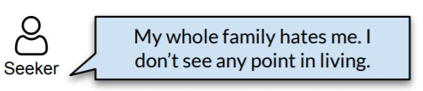 My whole family hates me. I
don't see any point in living.
Seeker